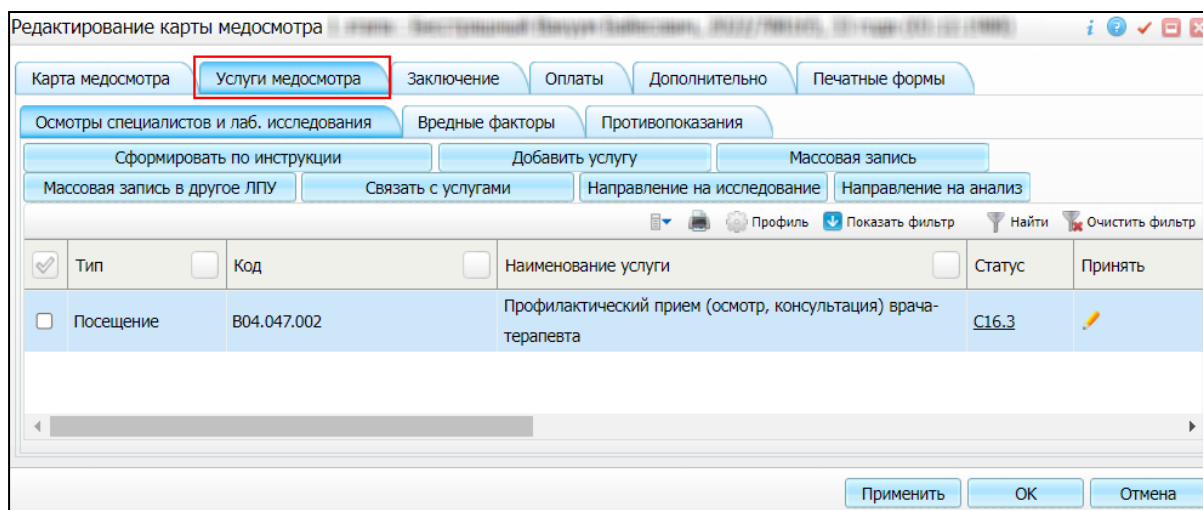 Редактирование карты медосмотра
Карта медосмотра Услуги медосмотра Заключение Оплаты Дополнительно Печатные формы
Осмотры специалистов и лаб. исследования Вредные факторы Противопоказания
Сформировать по инструкции Добавить услугу Массовая запись
Массовая запись в другое ЛПУ Связать с услугами Направление на исследование Направление на анализ
Профиль Показать фильтр Найти Очистить фильтр
Тип Код Наименование услуги Статус Принять
Посещение B04.047.002 Профилактический прием (осмотр, консультация) врача-
терапевта C16.3
Применить OK Отмена